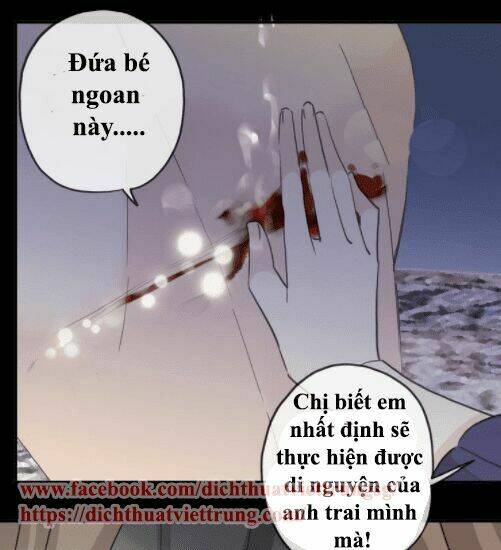 Đứa bé
ngoan
này.....
Chị biết em
nhất định sẽ
thực hiện được
di nguyện của
anh trai mình
mà!
www.facebook.com/dichthuatviettrung
https://dichthuatviettrung.com